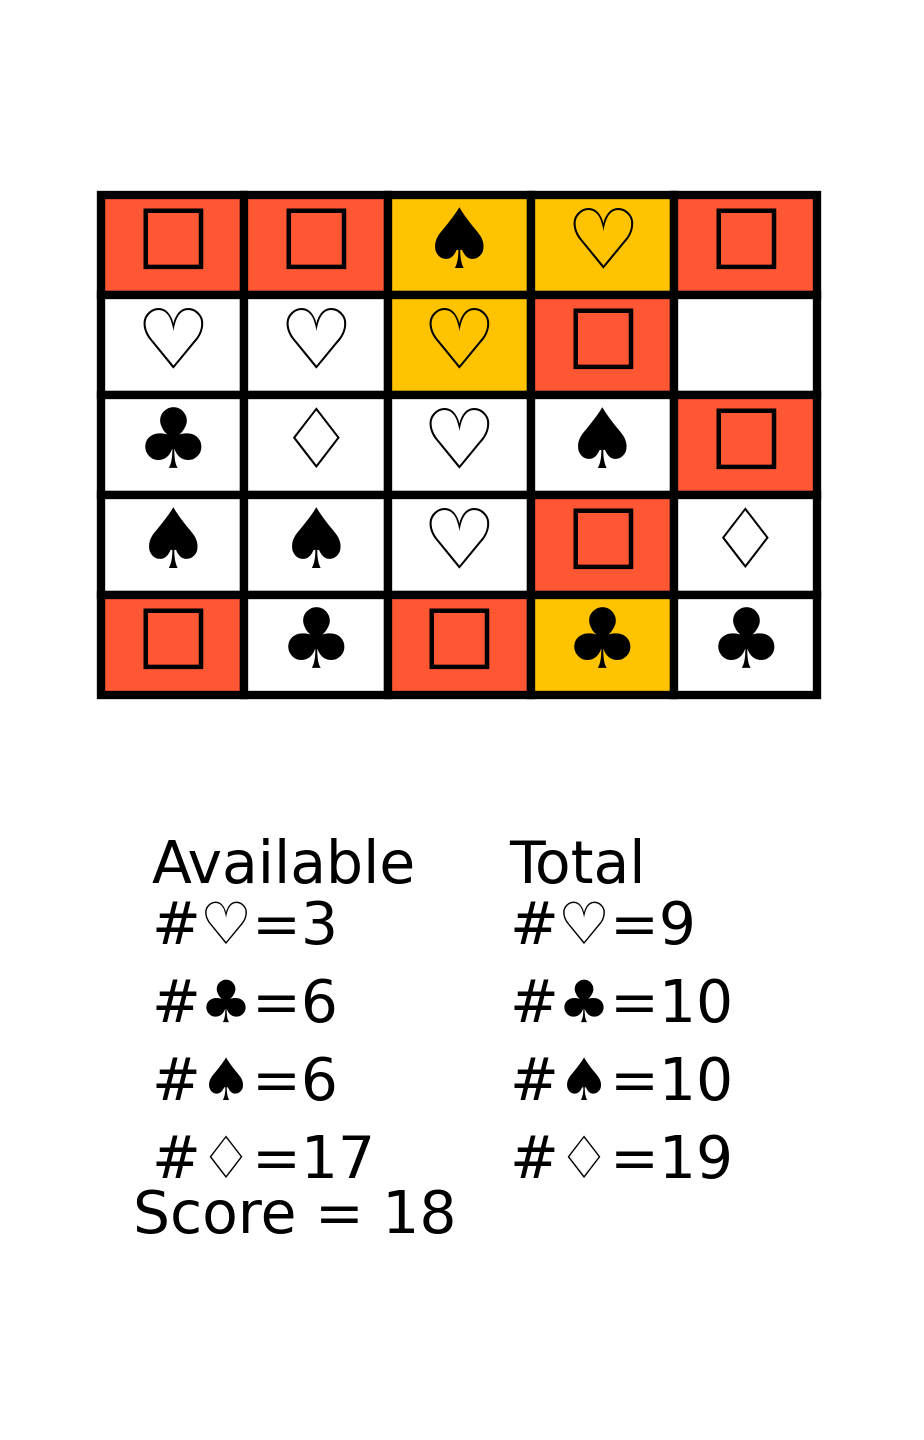 □ □ ♠ ♡ □
♡ ♡ ♡ □
♣ ♢ ♡ ♠ □
♠ ♠ ♡ □ ♢
□ ♣ □ ♣ ♣
Available Total
#♡=3 #♡=9
#♣=6 #♣=10
#♠=6 #♠=10
#♢=17 #♢=19
Score = 18